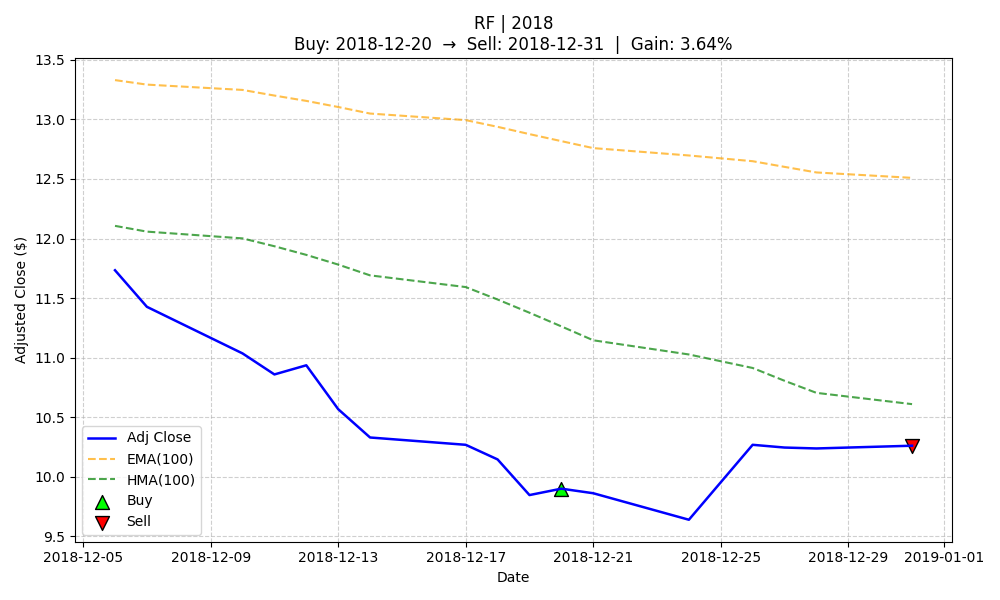 RF | 2018
Buy: 2018-12-20 → Sell: 2018-12-31 | Gain: 3.64%
Adjusted Close ($)
13.5
13.0
12.5
12.0
11.5
11.0
10.5
10.0
9.5
Adj Close
EMA(100)
HMA(100)
Buy
Sell
2018-12-05 2018-12-09 2018-12-13 2018-12-17 2018-12-21 2018-12-25 2018-12-29 2019-01-01
Date